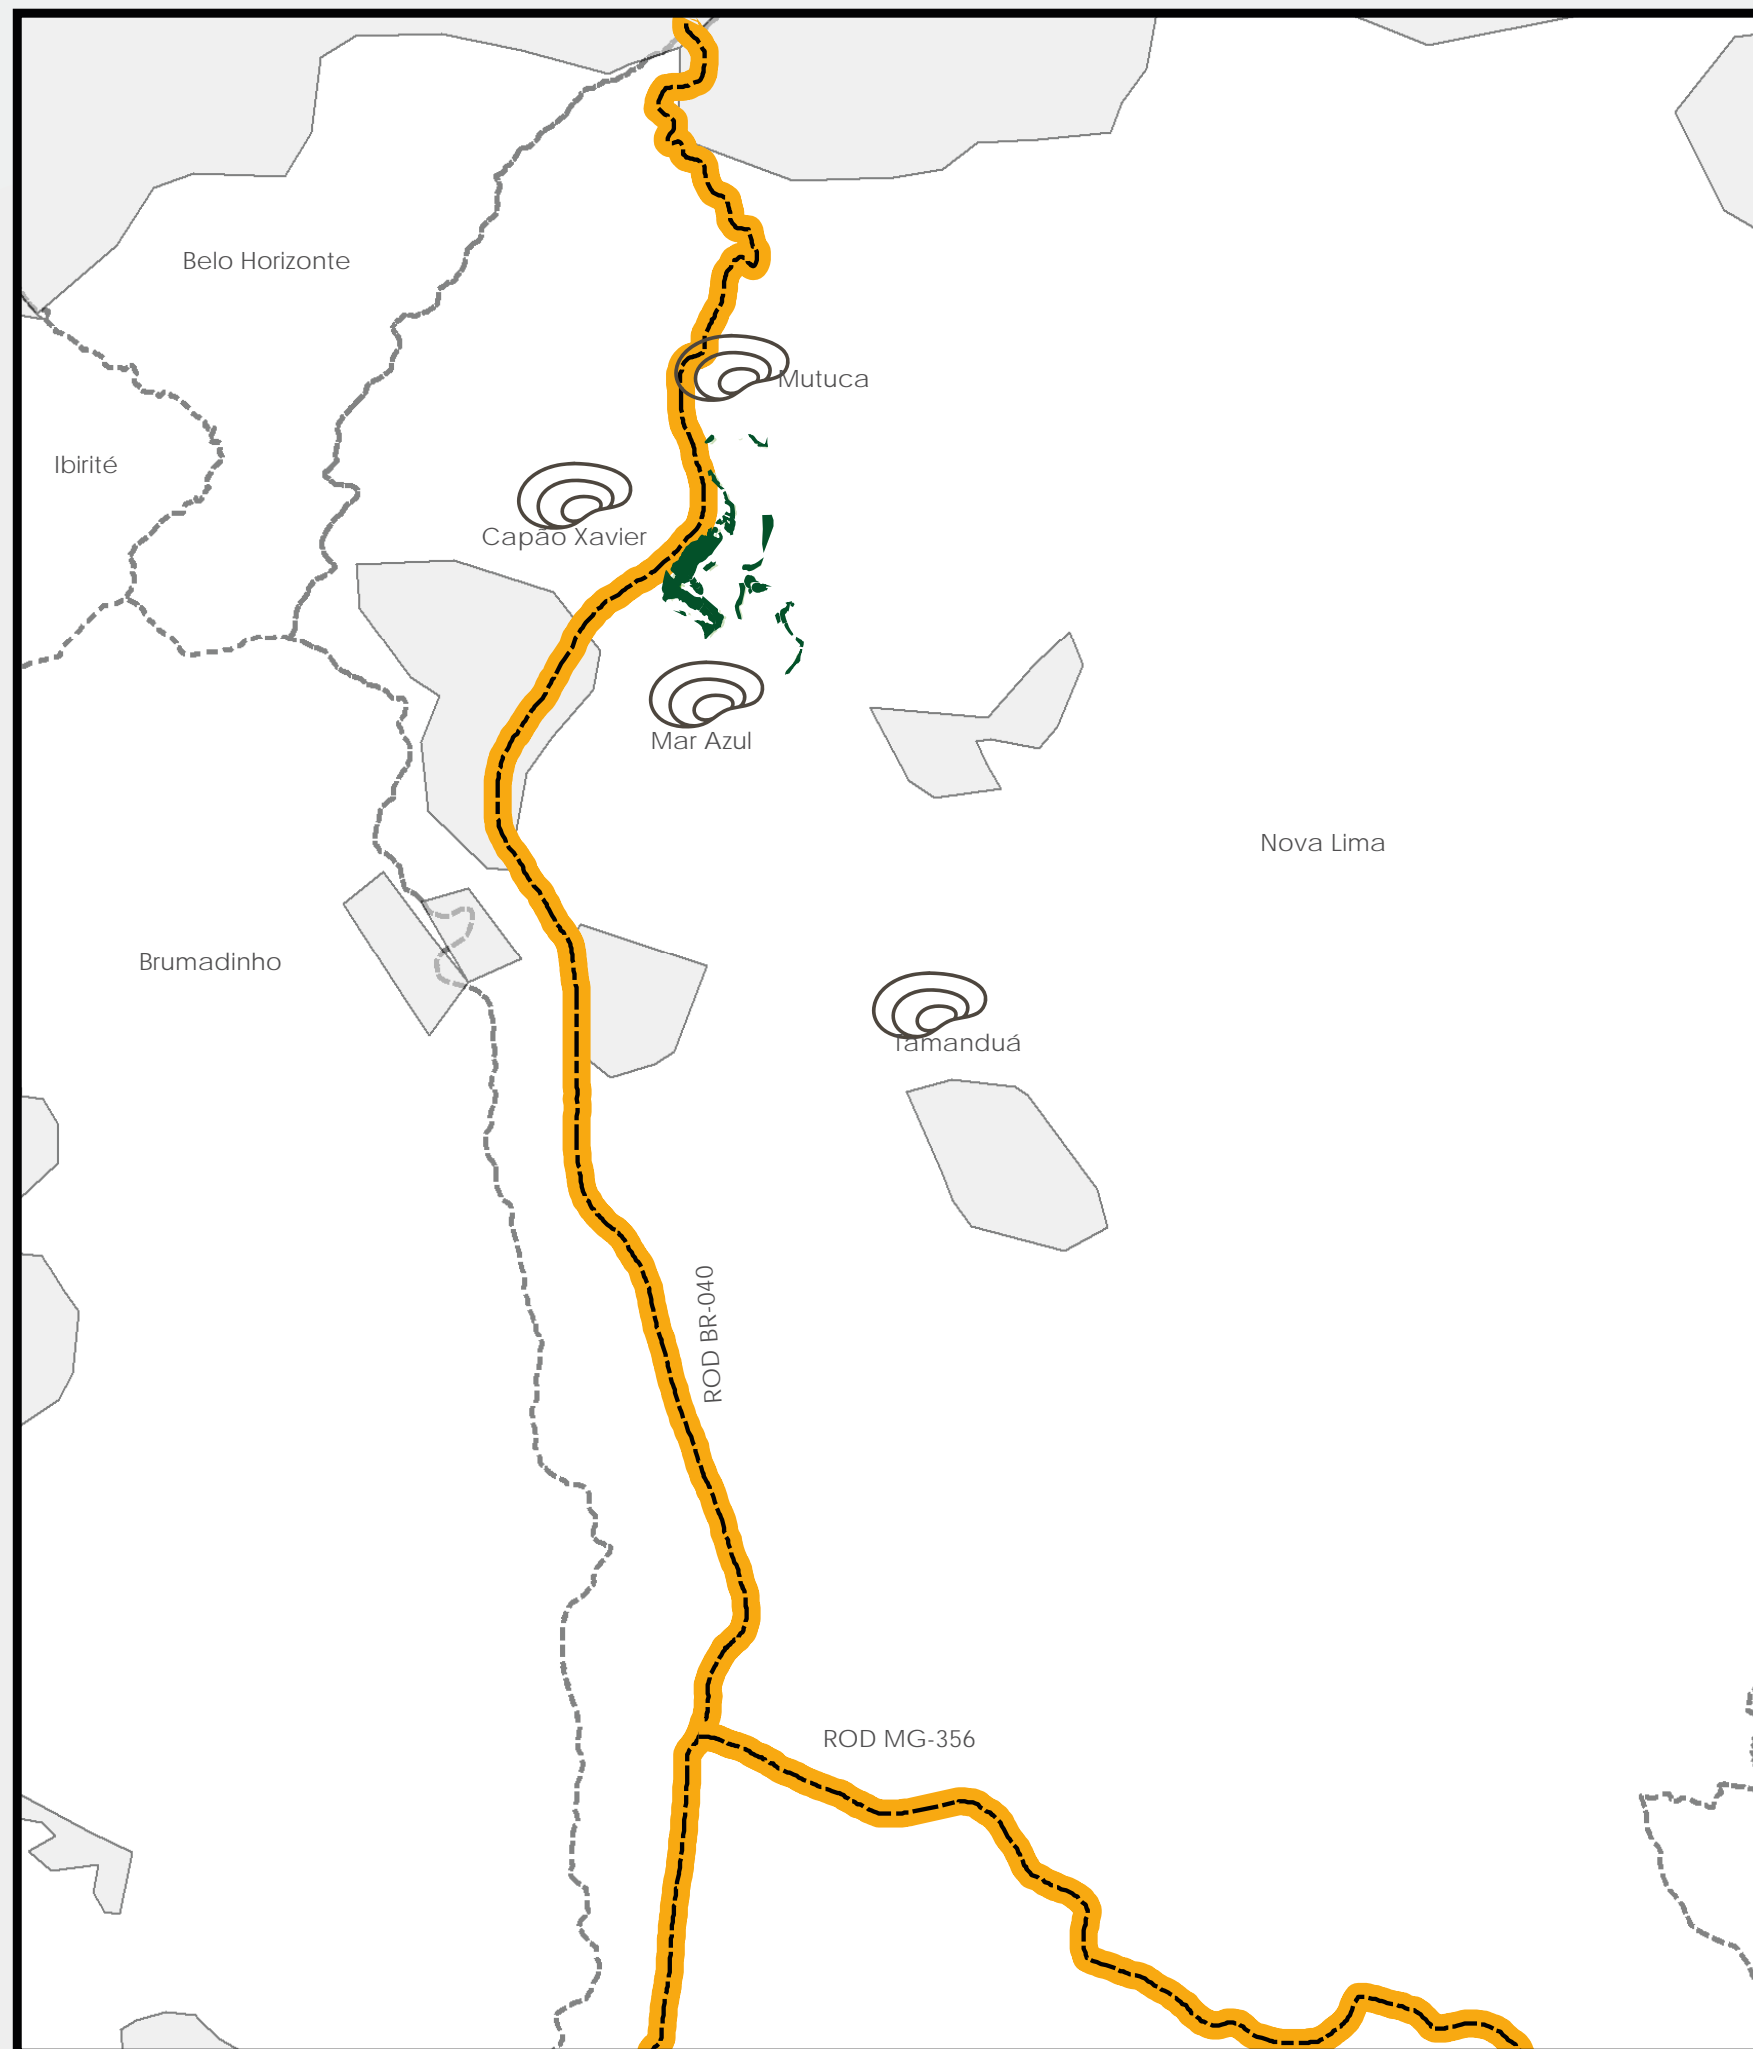 Belo Horizonte
Mutuca
Ibirité
Capão Xavier
Mar Azul
Nova Lima
Brumadinho
Tamanduá
ROD BR-040
ROD MG-356